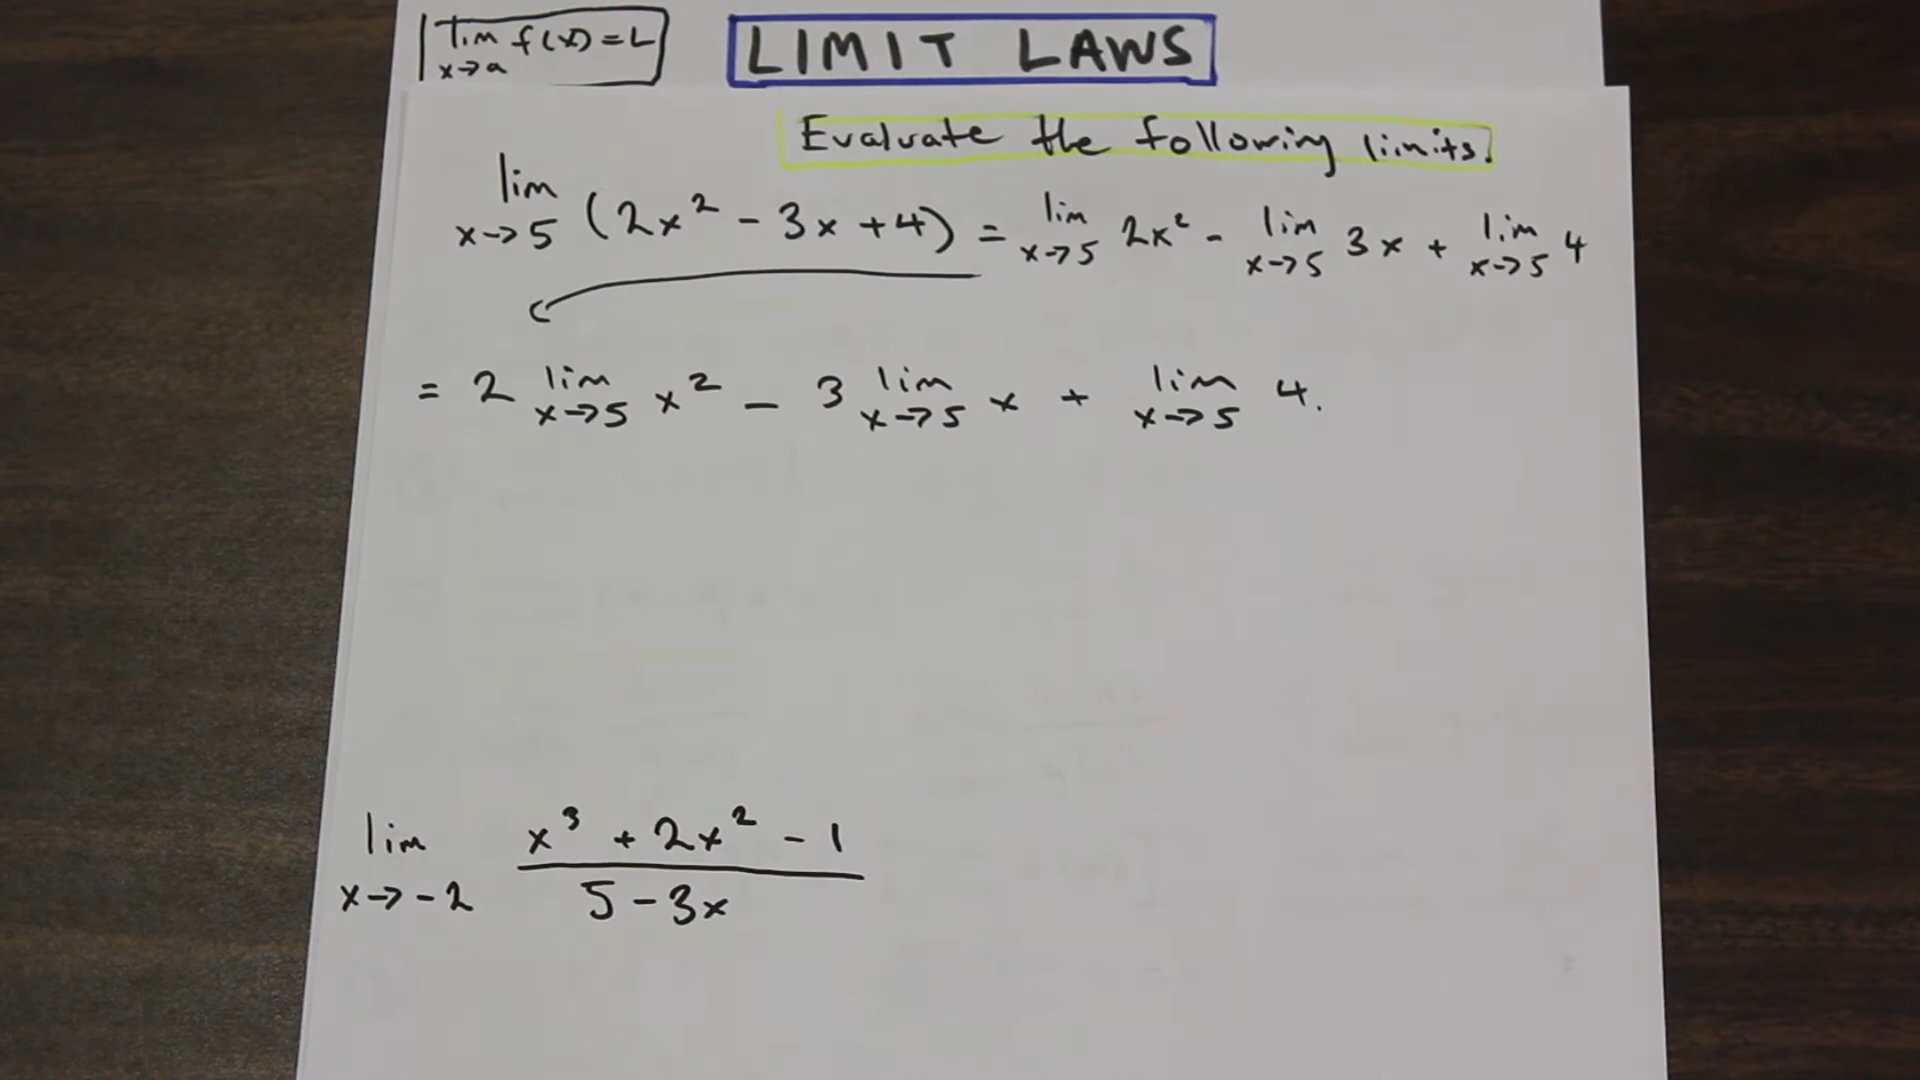 lim f(x) = L
x→a
LIMIT LAWS
Evaluate the following limits.
lim
x→5 (2x² - 3x + 4) = lim x→5 2x² - lim x→5 3x + lim x→5 4
= 2 lim x→5 x² - 3 lim x→5 x + lim x→5 4.
lim x³ + 2x² - 1
x→-2 5 - 3x